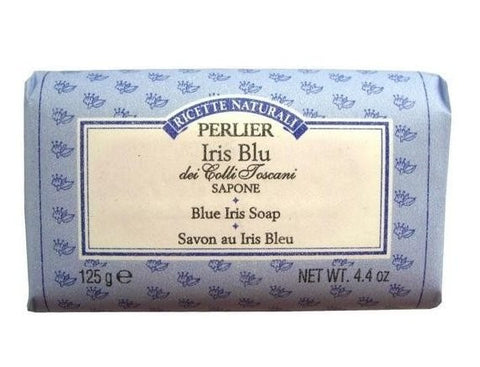 RICETTE NATURALI
PERLIER
Iris Blu
dei Colli Toscani
SAPONE
Blue Iris Soap
Savon au Iris Bleu
125 g ℮ NET WT. 4.4 oz